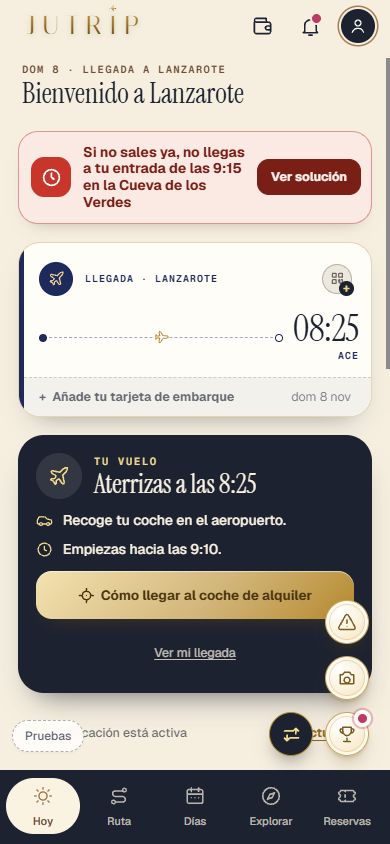 JUTRIP
DOM 8 · LLEGADA A LANZAROTE
Bienvenido a Lanzarote
Si no sales ya, no llegas
a tu entrada de las 9:15
en la Cueva de los
Verdes
Ver solución
LLEGADA · LANZAROTE
08:25
ACE
+ Añade tu tarjeta de embarque
dom 8 nov
TU VUELO
Aterrizas a las 8:25
Recoge tu coche en el aeropuerto.
Empiezas hacia las 9:10.
Cómo llegar al coche de alquiler
Ver mi llegada
Pruebas
está activa
Hoy
Ruta
Días
Explorar
Reservas